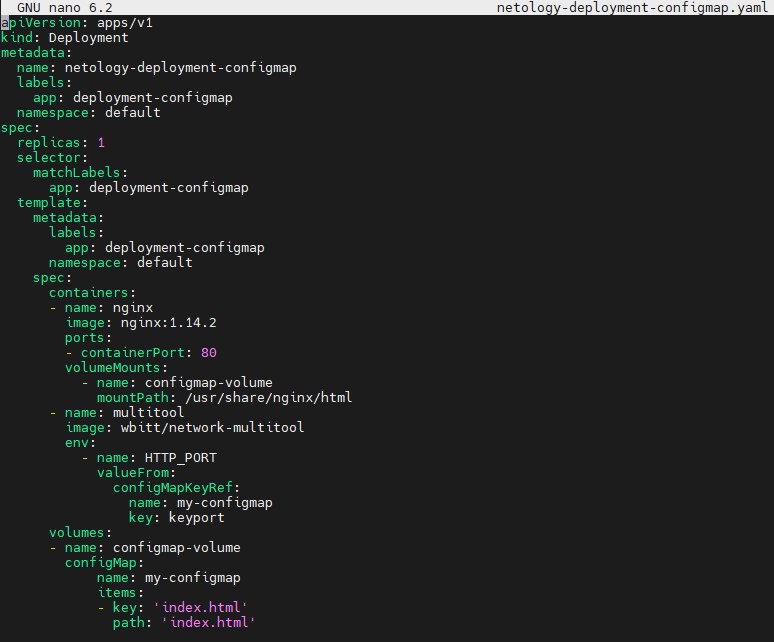 GNU nano 6.2 netology-deployment-configmap.yaml
apiVersion: apps/v1
kind: Deployment
metadata:
  name: netology-deployment-configmap
  labels:
    app: deployment-configmap
  namespace: default
spec:
  replicas: 1
  selector:
    matchLabels:
      app: deployment-configmap
  template:
    metadata:
      labels:
        app: deployment-configmap
      namespace: default
    spec:
      containers:
      - name: nginx
        image: nginx:1.14.2
        ports:
        - containerPort: 80
        volumeMounts:
          - name: configmap-volume
            mountPath: /usr/share/nginx/html
      - name: multitool
        image: wbitt/network-multitool
        env:
          - name: HTTP_PORT
            valueFrom:
              configMapKeyRef:
                name: my-configmap
                key: keyport
      volumes:
      - name: configmap-volume
        configMap:
            name: my-configmap
            items:
            - key: 'index.html'
              path: 'index.html'